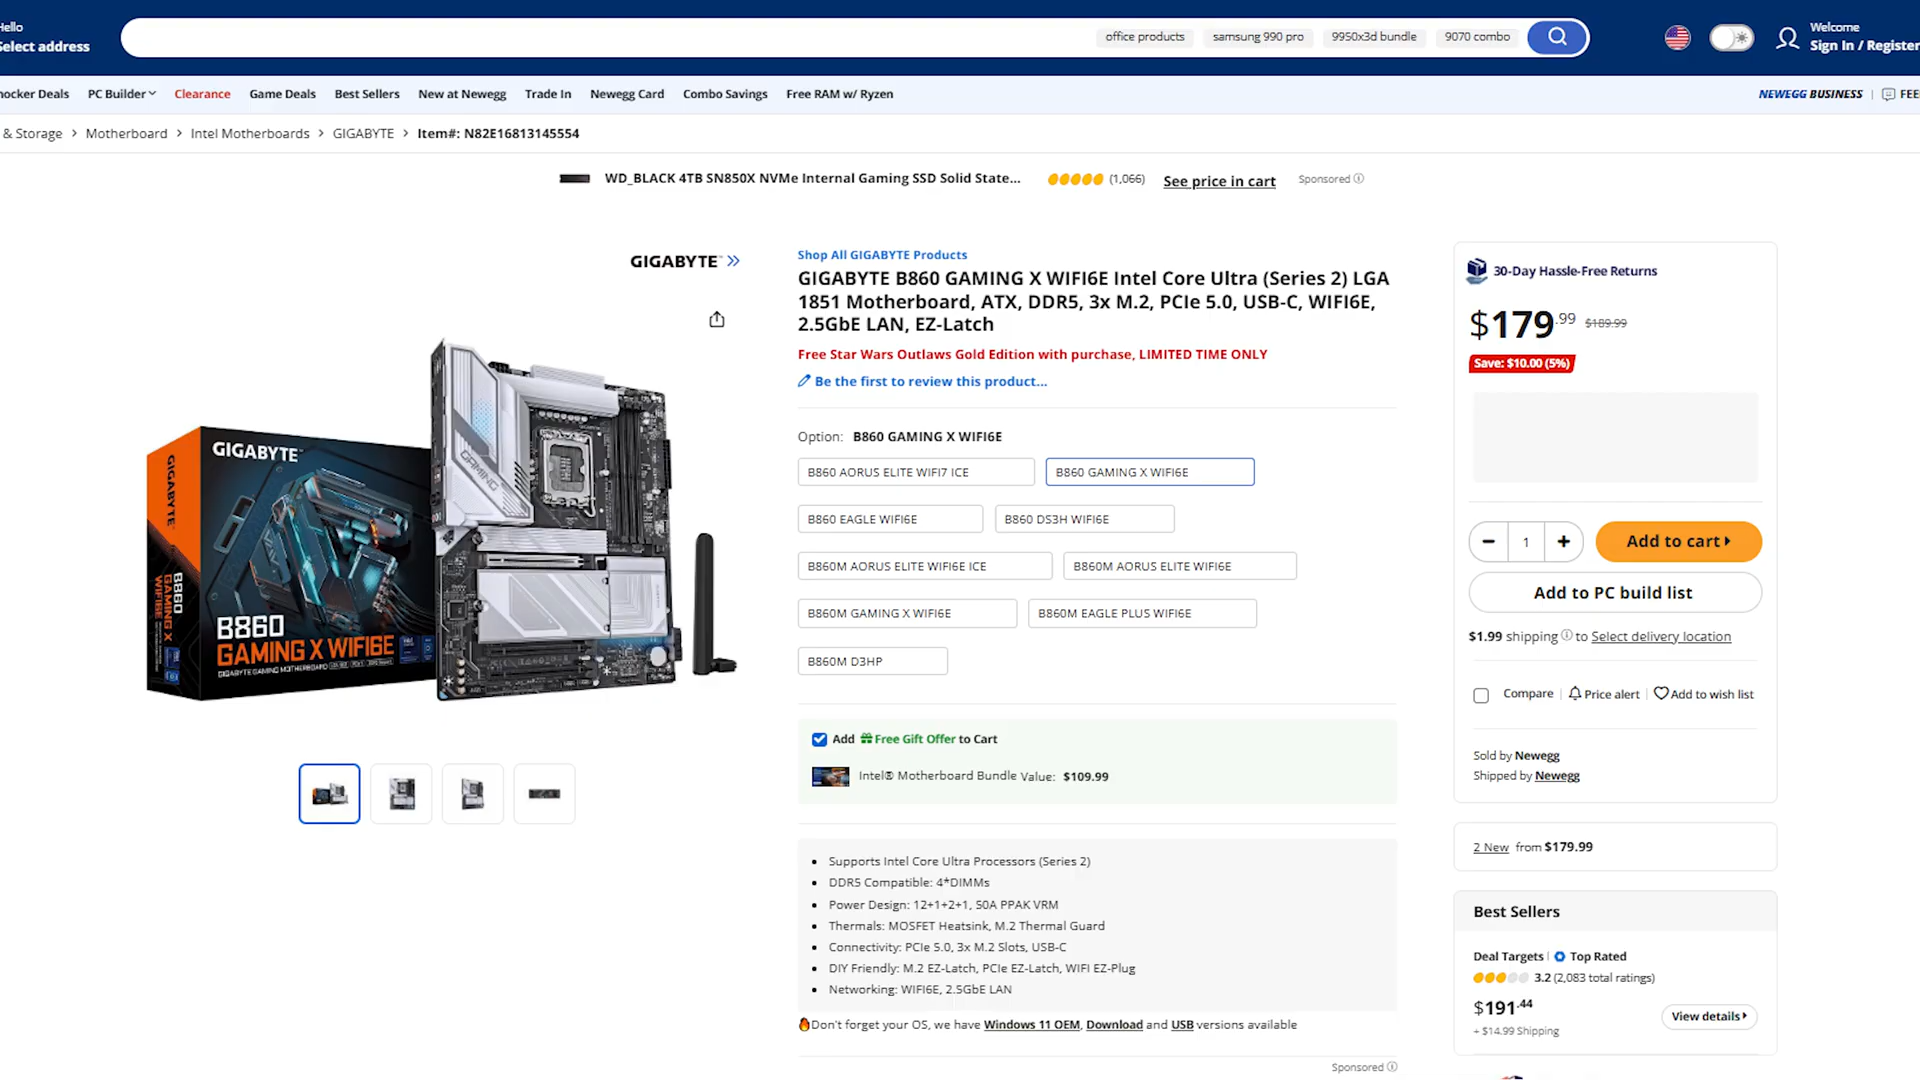 Hello
Select address
office products
samsung 990 pro
9950x3d bundle
9070 combo
Welcome
Sign In / Register
hocker Deals
PC Builder
Clearance
Game Deals
Best Sellers
New at Newegg
Trade In
Newegg Card
Combo Savings
Free RAM w/ Ryzen
NEWEGG BUSINESS
FEE
& Storage > Motherboard > Intel Motherboards > GIGABYTE > Item#: N82E16813145554
WD_BLACK 4TB SN850X NVMe Internal Gaming SSD Solid State...
(1,066)
See price in cart
Sponsored
GIGABYTE™
Shop All GIGABYTE Products
GIGABYTE B860 GAMING X WIFI6E Intel Core Ultra (Series 2) LGA
1851 Motherboard, ATX, DDR5, 3x M.2, PCIe 5.0, USB-C, WIFI6E,
2.5GbE LAN, EZ-Latch
Free Star Wars Outlaws Gold Edition with purchase, LIMITED TIME ONLY
Be the first to review this product...
Option: B860 GAMING X WIFI6E
B860 AORUS ELITE WIFI7 ICE
B860 GAMING X WIFI6E
B860 EAGLE WIFI6E
B860 DS3H WIFI6E
B860M AORUS ELITE WIFI6E ICE
B860M AORUS ELITE WIFI6E
B860M GAMING X WIFI6E
B860M EAGLE PLUS WIFI6E
B860M D3HP
GIGABYTE™
GIGABYTE™
B860
GAMING X
WIFI6E
B860
GAMING X WIFI6E
GIGABYTE GAMING MOTHERBOARD
GAMING
Add Free Gift Offer to Cart
Intel® Motherboard Bundle Value: $109.99
• Supports Intel Core Ultra Processors (Series 2)
• DDR5 Compatible: 4*DIMMs
• Power Design: 12+1+2+1, 50A PPAK VRM
• Thermals: MOSFET Heatsink, M.2 Thermal Guard
• Connectivity: PCIe 5.0, 3x M.2 Slots, USB-C
• DIY Friendly: M.2 EZ-Latch, PCIe EZ-Latch, WIFI EZ-Plug
• Networking: WIFI6E, 2.5GbE LAN
Don't forget your OS, we have Windows 11 OEM, Download and USB versions available
Sponsored
30-Day Hassle-Free Returns
$179.99 $189.99
Save: $10.00 (5%)
− 1 +
Add to cart
Add to PC build list
$1.99 shipping to Select delivery location
Compare
Price alert
Add to wish list
Sold by Newegg
Shipped by Newegg
2 New from $179.99
Best Sellers
Deal Targets
Top Rated
3.2 (2,083 total ratings)
$191.44
+ $14.99 Shipping
View details